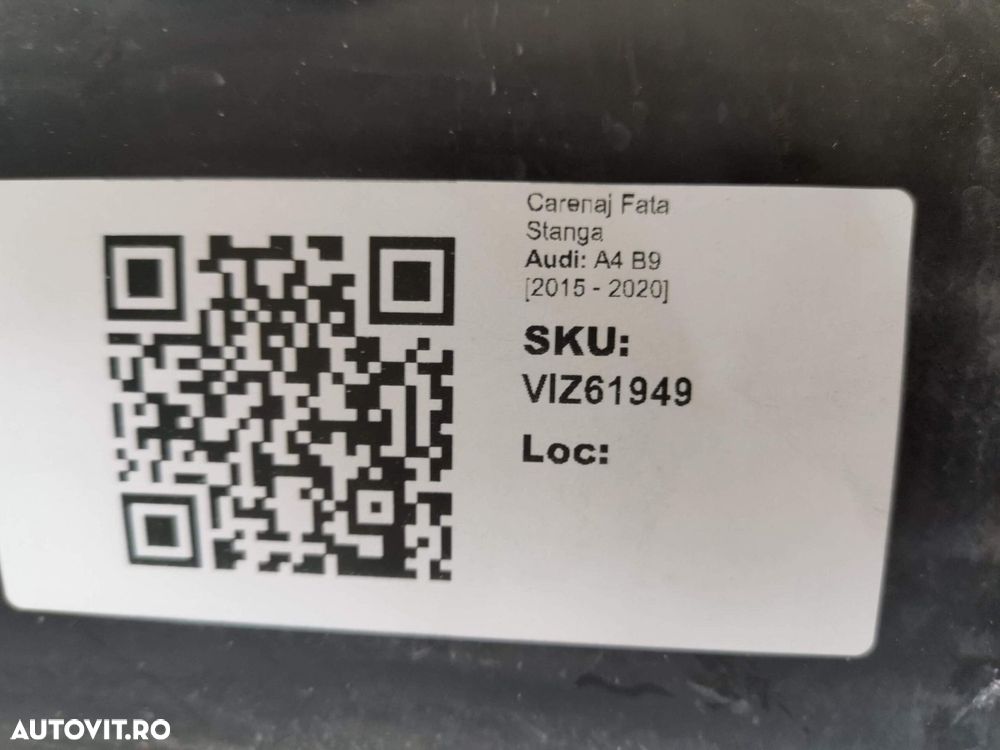 Carenaj Fata
Stanga
Audi: A4 B9
[2015 - 2020]
SKU:
VIZ61949
Loc:
AUTOVIT.RO